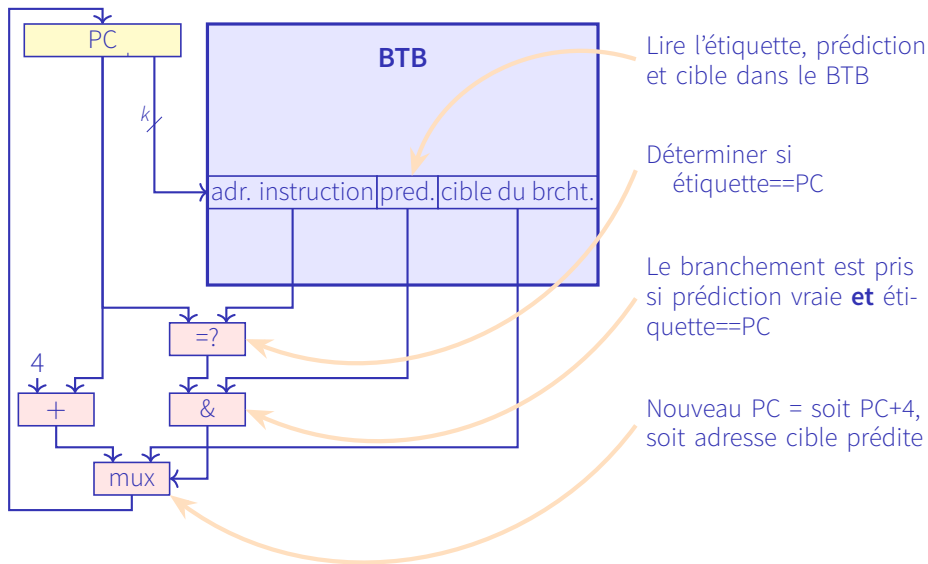 PC
BTB
k
adr. instruction pred. cible du brcht.
=?
4
+
&
mux
Lire l'étiquette, prédiction
et cible dans le BTB
Déterminer si
étiquette==PC
Le branchement est pris
si prédiction vraie et éti-
quette==PC
Nouveau PC = soit PC+4,
soit adresse cible prédite